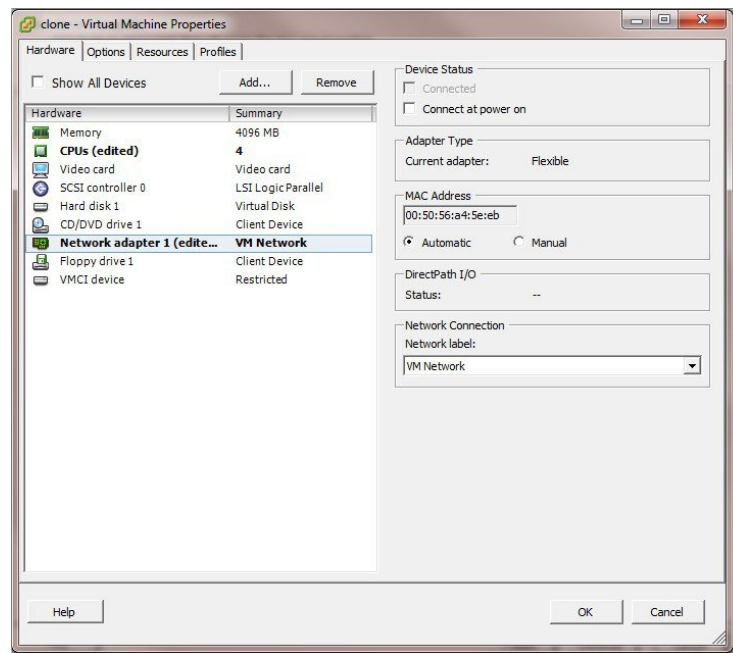 clone - Virtual Machine Properties
Hardware Options Resources Profiles
Show All Devices Add... Remove
Hardware Summary
Memory 4096 MB
CPUs (edited) 4
Video card Video card
SCSI controller 0 LSI Logic Parallel
Hard disk 1 Virtual Disk
CD/DVD drive 1 Client Device
Network adapter 1 (edite... VM Network
Floppy drive 1 Client Device
VMCI device Restricted
Device Status
Connected
Connect at power on
Adapter Type
Current adapter: Flexible
MAC Address
00:50:56:a4:5e:eb
Automatic Manual
DirectPath I/O
Status: --
Network Connection
Network label:
VM Network
Help OK Cancel